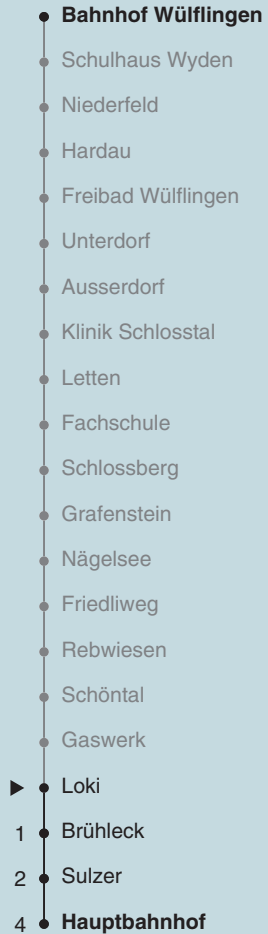 Bahnhof Wülflingen
Schulhaus Wyden
Niederfeld
Hardau
Freibad Wülflingen
Unterdorf
Ausserdorf
Klinik Schlosstal
Letten
Fachschule
Schlossberg
Grafenstein
Nägelsee
Friedliweg
Rebwiesen
Schöntal
Gaswerk
Loki
1 Brühleck
2 Sulzer
4 Hauptbahnhof